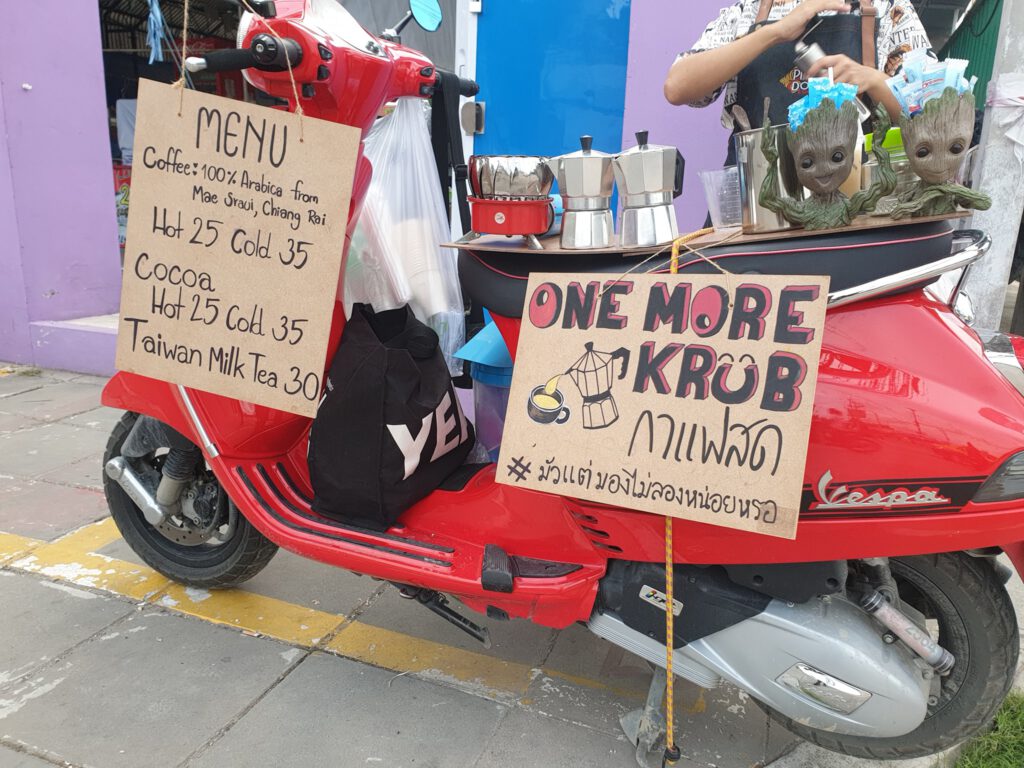 MENU
Coffee: 100% Arabica from
Mae Sraui, Chiang Rai
Hot 25 Cold 35
Cocoa
Hot 25 Cold 35
Taiwan Milk Tea 30
YE
ONE MORE
KRUB
กาแฟสด
# มัวแต่มองไม่ลองหน่อยหรอ
Vespa